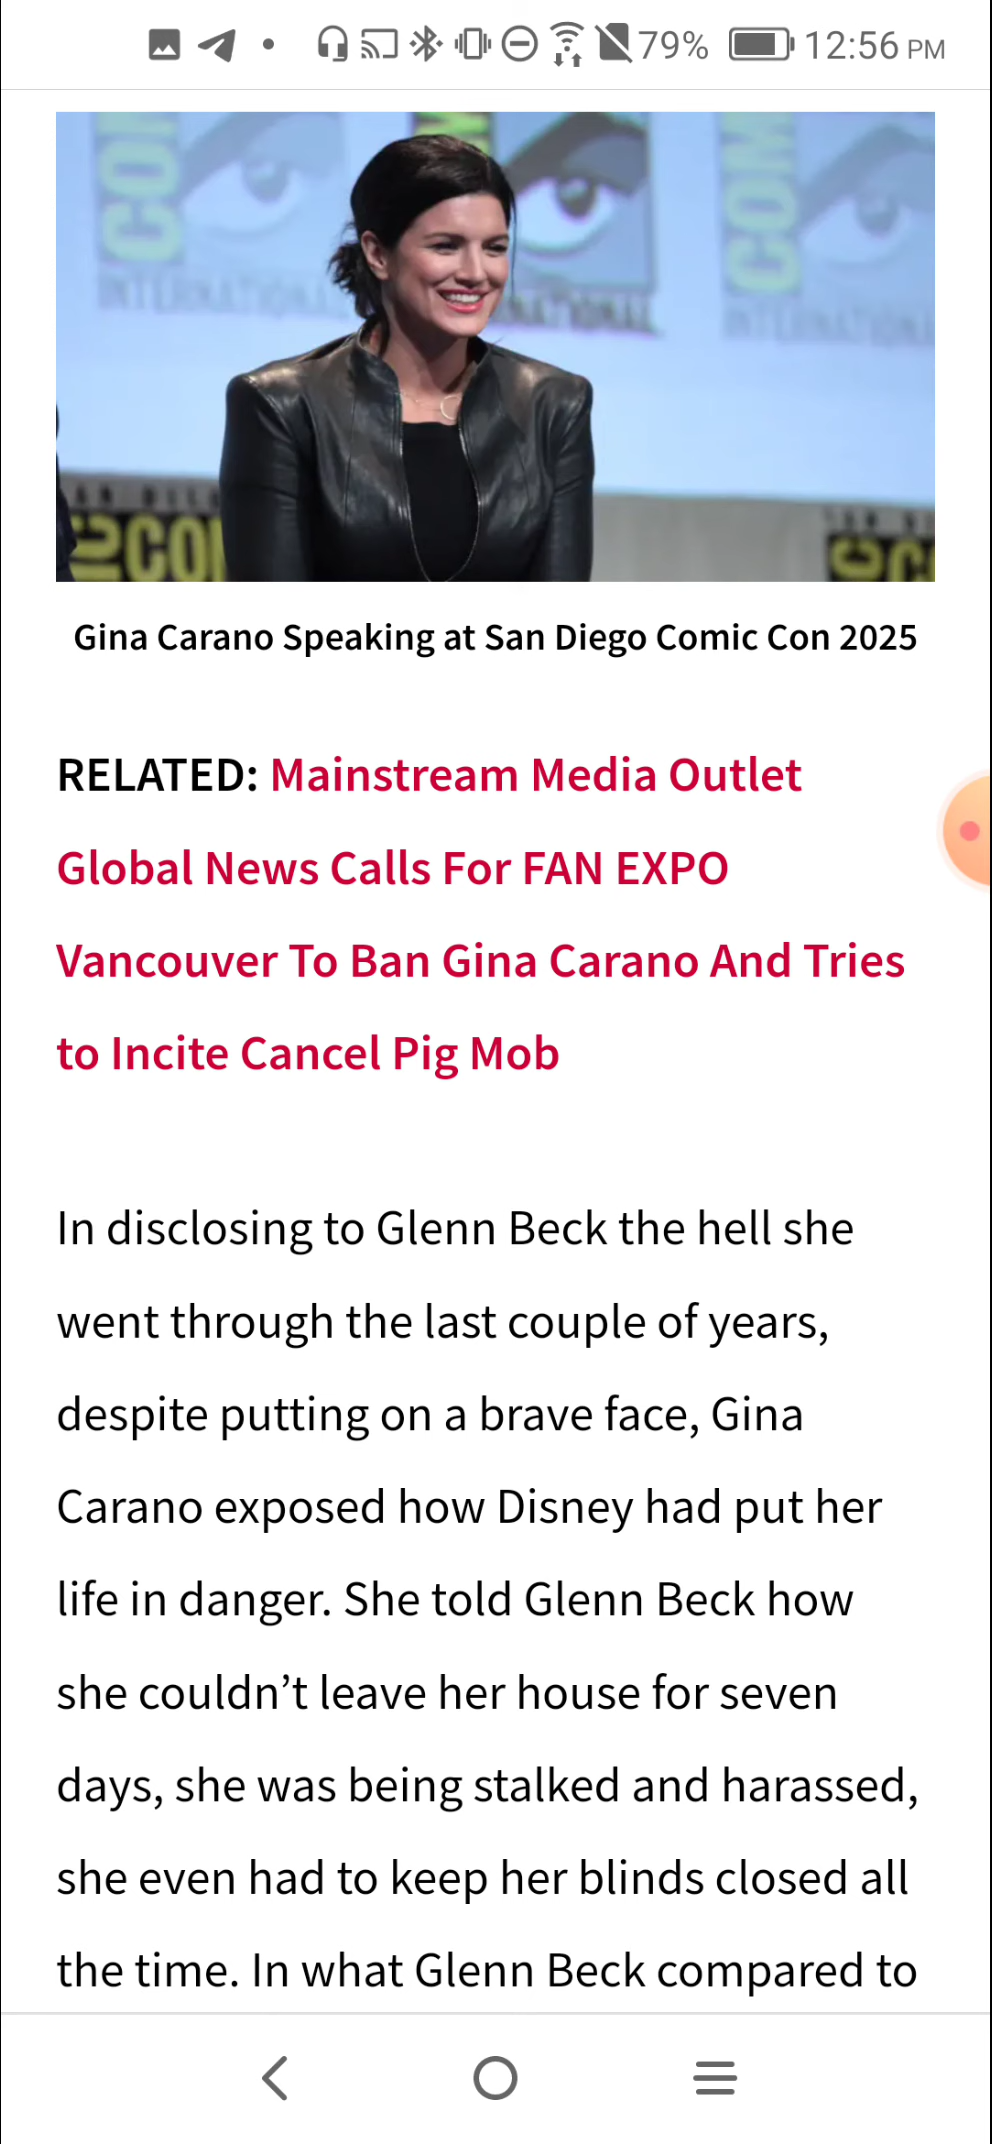 79% 12:56 PM
COM
INTERNATIONAL
COM
INTERNATIONAL
Gina Carano Speaking at San Diego Comic Con 2025
RELATED: Mainstream Media Outlet
Global News Calls For FAN EXPO
Vancouver To Ban Gina Carano And Tries
to Incite Cancel Pig Mob
In disclosing to Glenn Beck the hell she
went through the last couple of years,
despite putting on a brave face, Gina
Carano exposed how Disney had put her
life in danger. She told Glenn Beck how
she couldn’t leave her house for seven
days, she was being stalked and harassed,
she even had to keep her blinds closed all
the time. In what Glenn Beck compared to